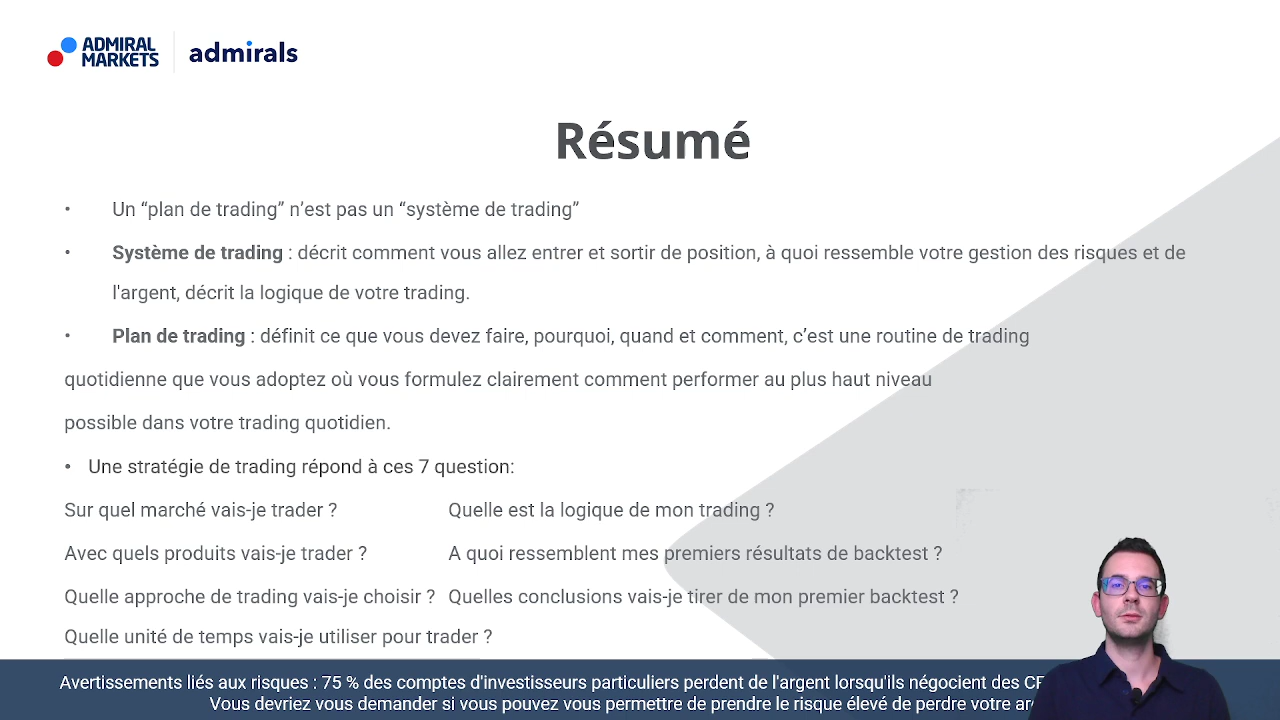 ADMIRAL
MARKETS
admirals
Résumé
• Un “plan de trading” n’est pas un “système de trading”
• Système de trading : décrit comment vous allez entrer et sortir de position, à quoi ressemble votre gestion des risques et de
l'argent, décrit la logique de votre trading.
• Plan de trading : définit ce que vous devez faire, pourquoi, quand et comment, c’est une routine de trading
quotidienne que vous adoptez où vous formulez clairement comment performer au plus haut niveau
possible dans votre trading quotidien.
• Une stratégie de trading répond à ces 7 question:
Sur quel marché vais-je trader ? Quelle est la logique de mon trading ?
Avec quels produits vais-je trader ? A quoi ressemblent mes premiers résultats de backtest ?
Quelle approche de trading vais-je choisir ? Quelles conclusions vais-je tirer de mon premier backtest ?
Quelle unité de temps vais-je utiliser pour trader ?
Avertissements liés aux risques : 75 % des comptes d'investisseurs particuliers perdent de l'argent lorsqu'ils négocient des
Vous devriez vous demander si vous pouvez vous permettre de prendre le risque élevé de perdre votre